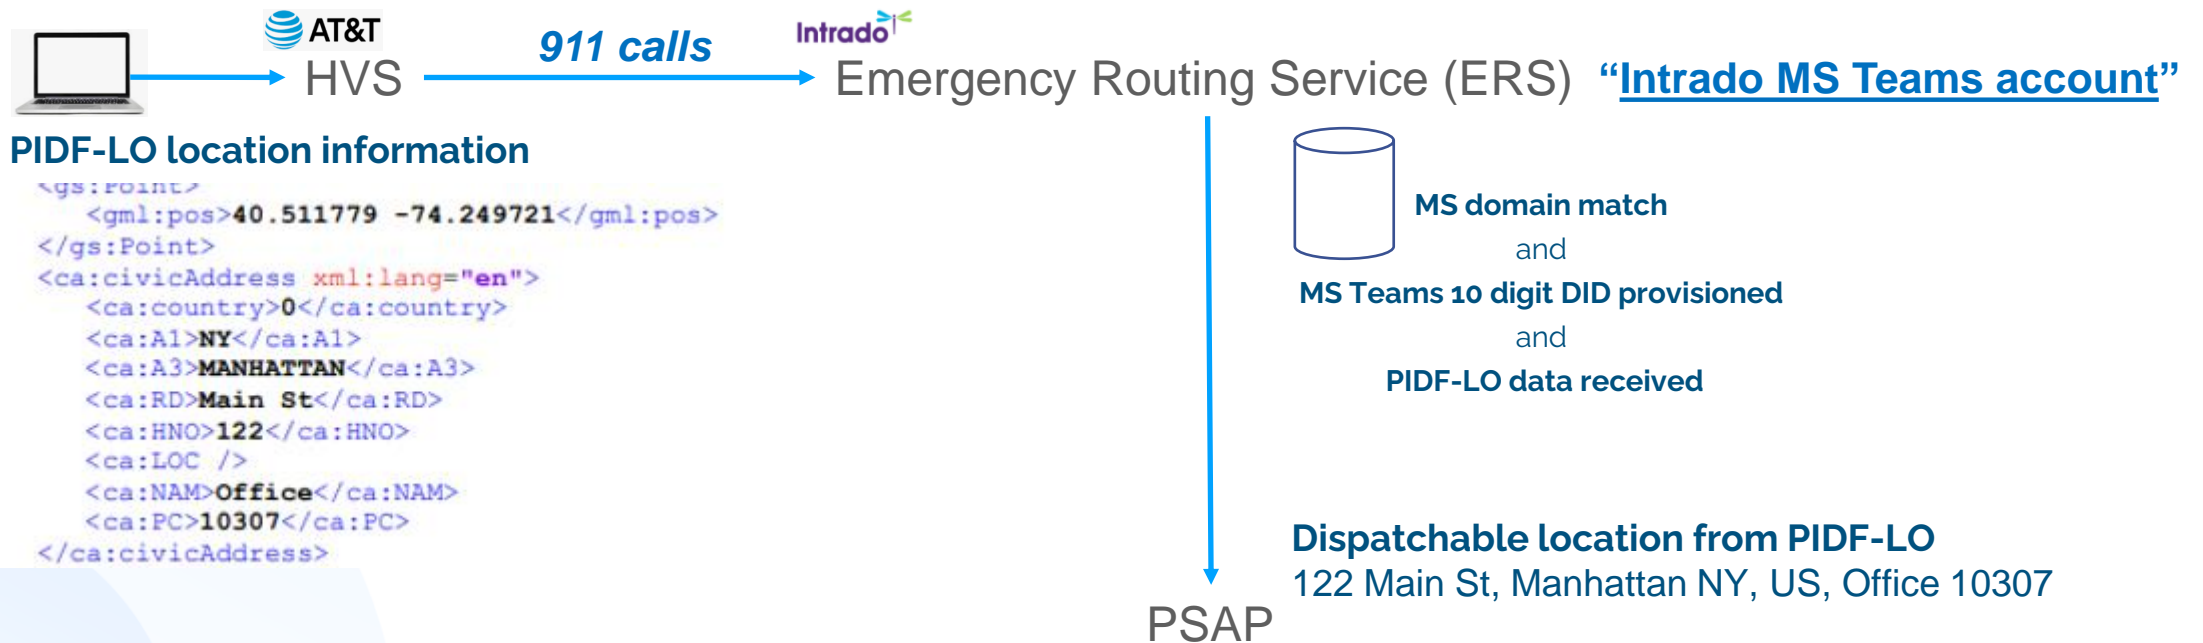 AT&T
HVS
911 calls
Intrado
Emergency Routing Service (ERS)
“Intrado MS Teams account”
PIDF-LO location information
<gs:Point>
<gml:pos>40.511779 -74.249721</gml:pos>
</gs:Point>
<ca:civicAddress xml:lang="en">
<ca:country>0</ca:country>
<ca:A1>NY</ca:A1>
<ca:A3>MANHATTAN</ca:A3>
<ca:RD>Main St</ca:RD>
<ca:HNO>122</ca:HNO>
<ca:LOC />
<ca:NAM>Office</ca:NAM>
<ca:PC>10307</ca:PC>
</ca:civicAddress>
MS domain match
and
MS Teams 10 digit DID provisioned
and
PIDF-LO data received
Dispatchable location from PIDF-LO
122 Main St, Manhattan NY, US, Office 10307
PSAP